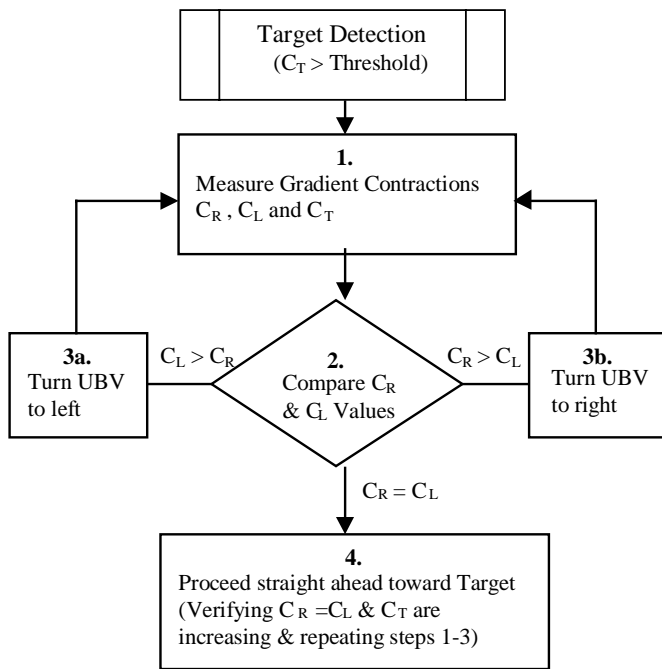 Target Detection
(C_T > Threshold)
1.
Measure Gradient Contractions
C_R , C_L and C_T
C_L > C_R
C_R > C_L
3a.
Turn UBV
to left
2.
Compare C_R
& C_L Values
3b.
Turn UBV
to right
C_R = C_L
4.
Proceed straight ahead toward Target
(Verifying C_R =C_L & C_T are
increasing & repeating steps 1-3)